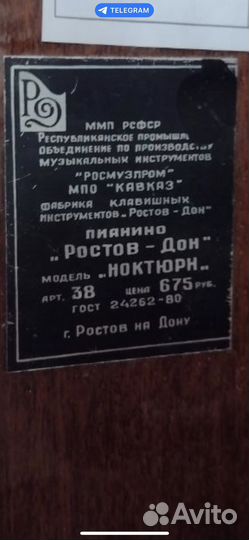 TELEGRAM
ММП РСФСР
Республиканское промышл.
объединение по производству
музыкальных инструментов
"РОСМУЗПРОМ"
МПО "КАВКАЗ"
фабрика клавишных
инструментов „Ростов-Дон"
ПИАНИНО
„Ростов-Дон"
модель „Ноктюрн„
арт. 38 цена 675 руб.
ГОСТ 24262-80
г. Ростов на Дону
Avito